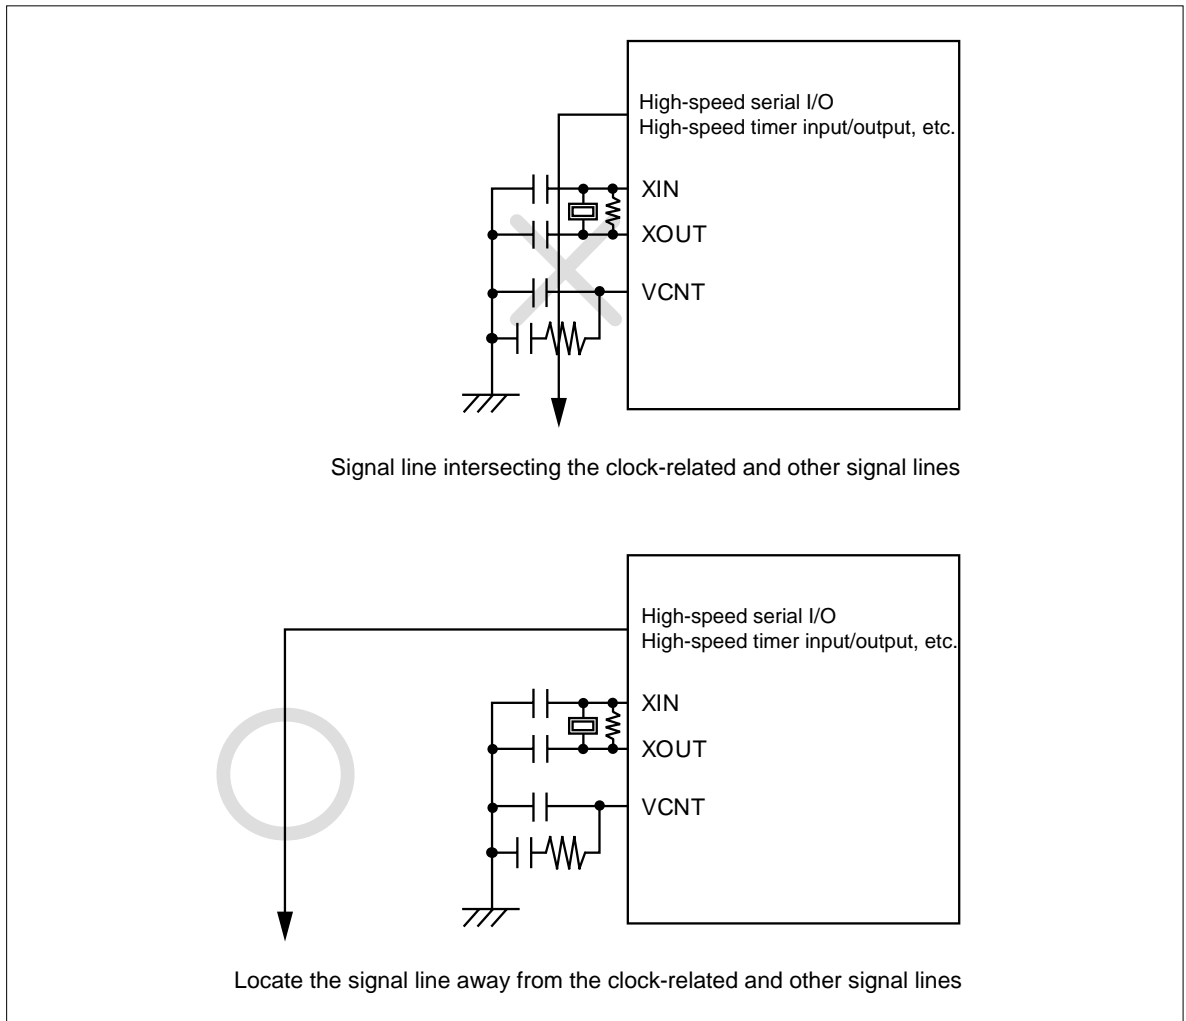 High-speed serial I/O
High-speed timer input/output, etc.
XIN
XOUT
VCNT
Signal line intersecting the clock-related and other signal lines
High-speed serial I/O
High-speed timer input/output, etc.
XIN
XOUT
VCNT
Locate the signal line away from the clock-related and other signal lines